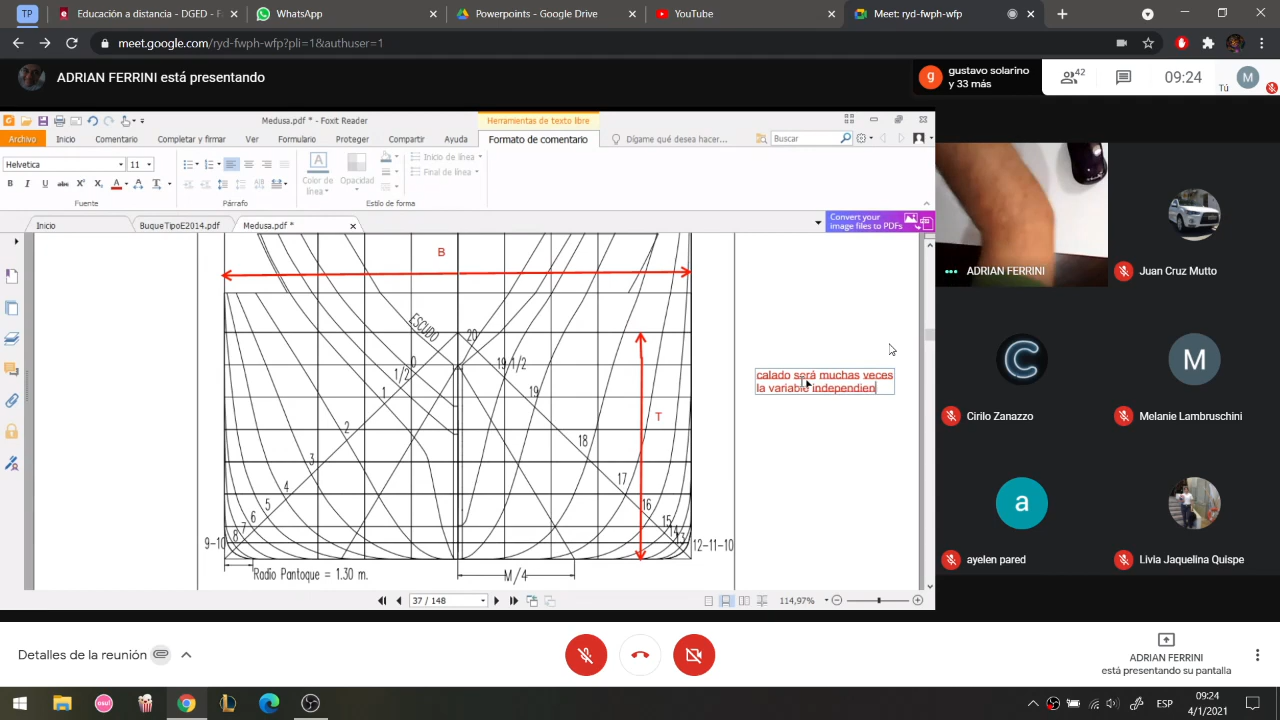 TP
Educación a distancia - DGED - F
WhatsApp
Powerpoints - Google Drive
YouTube
Meet: ryd-fwph-wfp
meet.google.com/ryd-fwph-wfp?pli=1&authuser=1
ADRIAN FERRINI está presentando
g
gustavo solarino
y 33 más
42
09:24
Tú
M
Medusa.pdf * - Foxit Reader
Herramientas de texto libre
Archivo
Inicio
Comentario
Completar y firmar
Ver
Formulario
Proteger
Compartir
Ayuda
Formato de comentario
Dígame qué desea hacer...
Buscar
Helvetica
11
Inicio de línea
Final de línea
B I U abc X² X₂ A
Color de
línea
Opacidad
Fuente
Párrafo
Estilo de forma
Inicio
BuqueTipoE2014.pdf
Medusa.pdf *
Convert your
image files to PDFs
B
ESCUDO
20
0
19 1/2
1/2
1
19
calado será muchas veces
la variable independien
2
T
18
3
17
4
16
5
15
6
14
7
13
8
9-10
12-11-10
Radio Pantoque = 1.30 m.
M/4
37 / 148
114,97%
ADRIAN FERRINI
Juan Cruz Mutto
C
M
Cirilo Zanazzo
Melanie Lambruschini
a
ayelen pared
Livia Jaquelina Quispe
Detalles de la reunión
ADRIAN FERRINI
está presentando su pantalla
osu!
ESP
09:24
4/1/2021